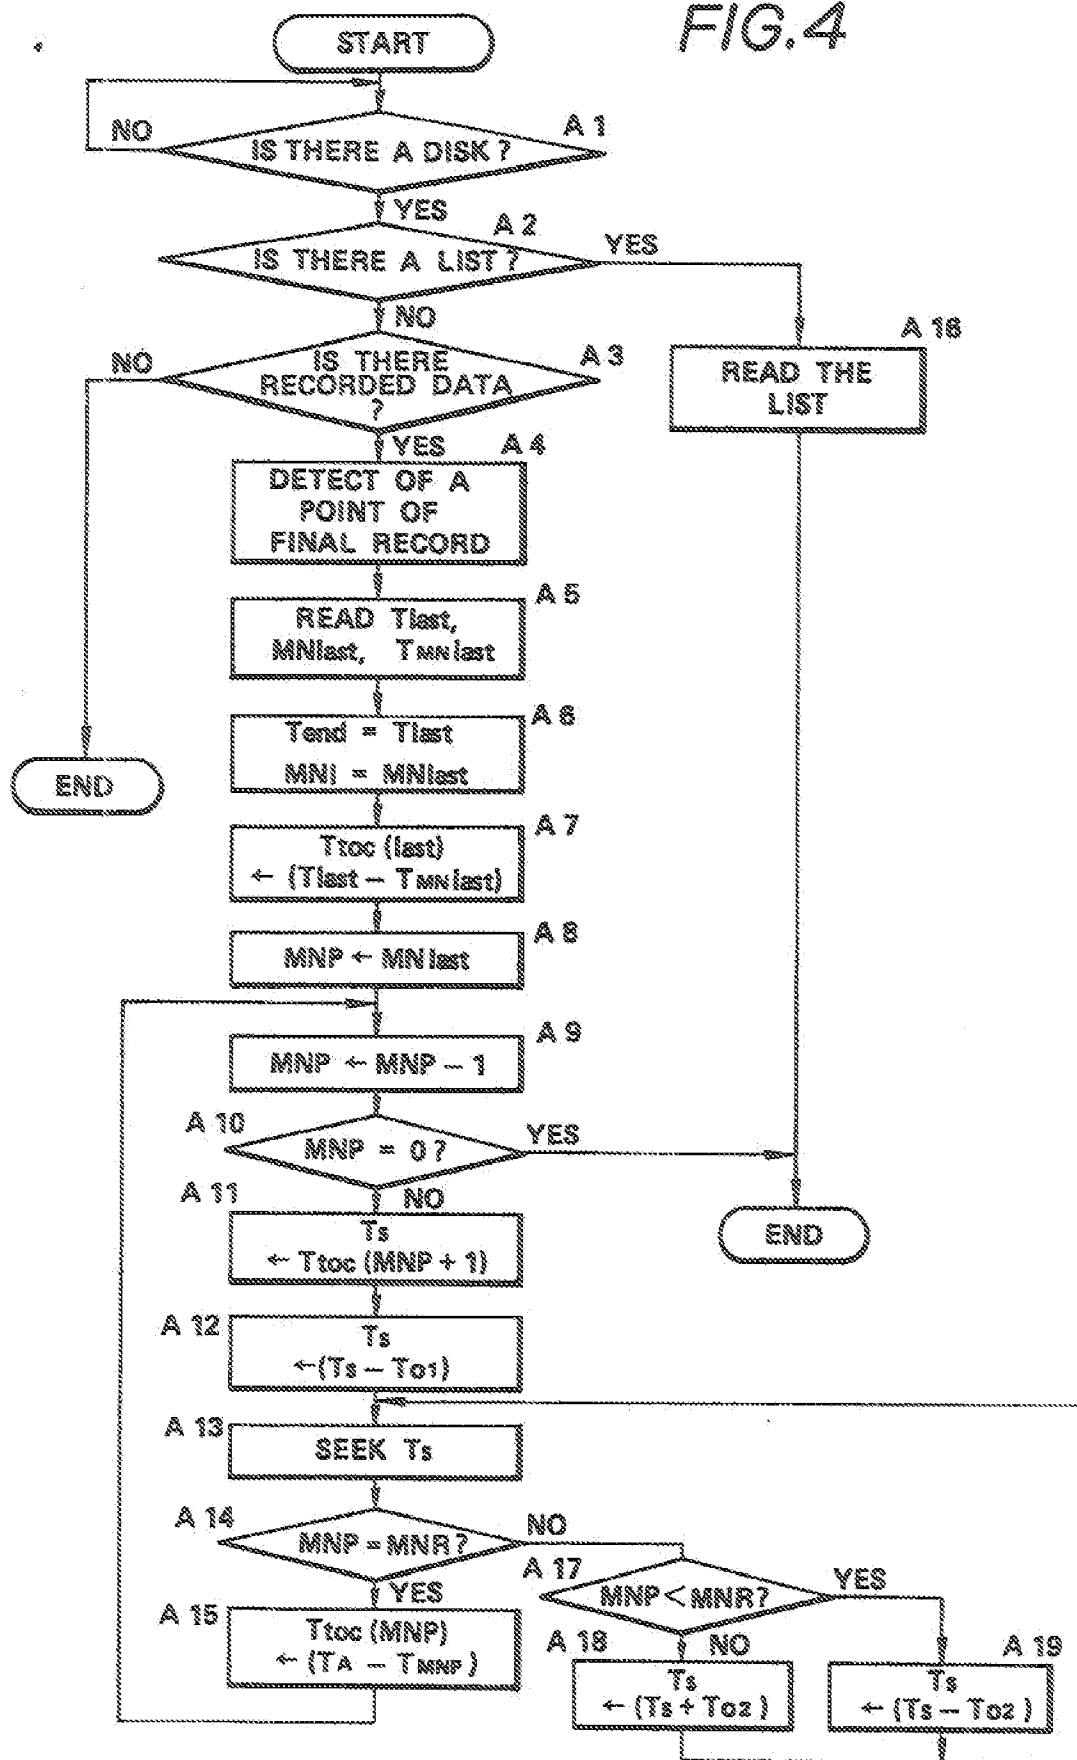 FIG.4
START
A 1
NO
IS THERE A DISK ?
YES
A 2
IS THERE A LIST ?
YES
NO
A 16
READ THE
LIST
NO
A 3
IS THERE
RECORDED DATA
?
YES
A 4
DETECT OF A
POINT OF
FINAL RECORD
A 5
READ Tlast,
MNlast, TMNlast
A 6
Tend = Tlast
MNl = MNlast
END
A 7
Ttoc (last)
← (Tlast – TMNlast)
A 8
MNP ← MNlast
A 9
MNP ← MNP – 1
A 10
MNP = 0 ?
YES
NO
END
A 11
Ts
← Ttoc (MNP + 1)
A 12
Ts
←(Ts – To1)
A 13
SEEK Ts
A 14
MNP = MNR ?
NO
YES
A 15
Ttoc (MNP)
← (TA – TMNP )
A 17
MNP < MNR?
YES
NO
A 18
Ts
← (Ts + To2 )
A 19
Ts
← (Ts – To2 )